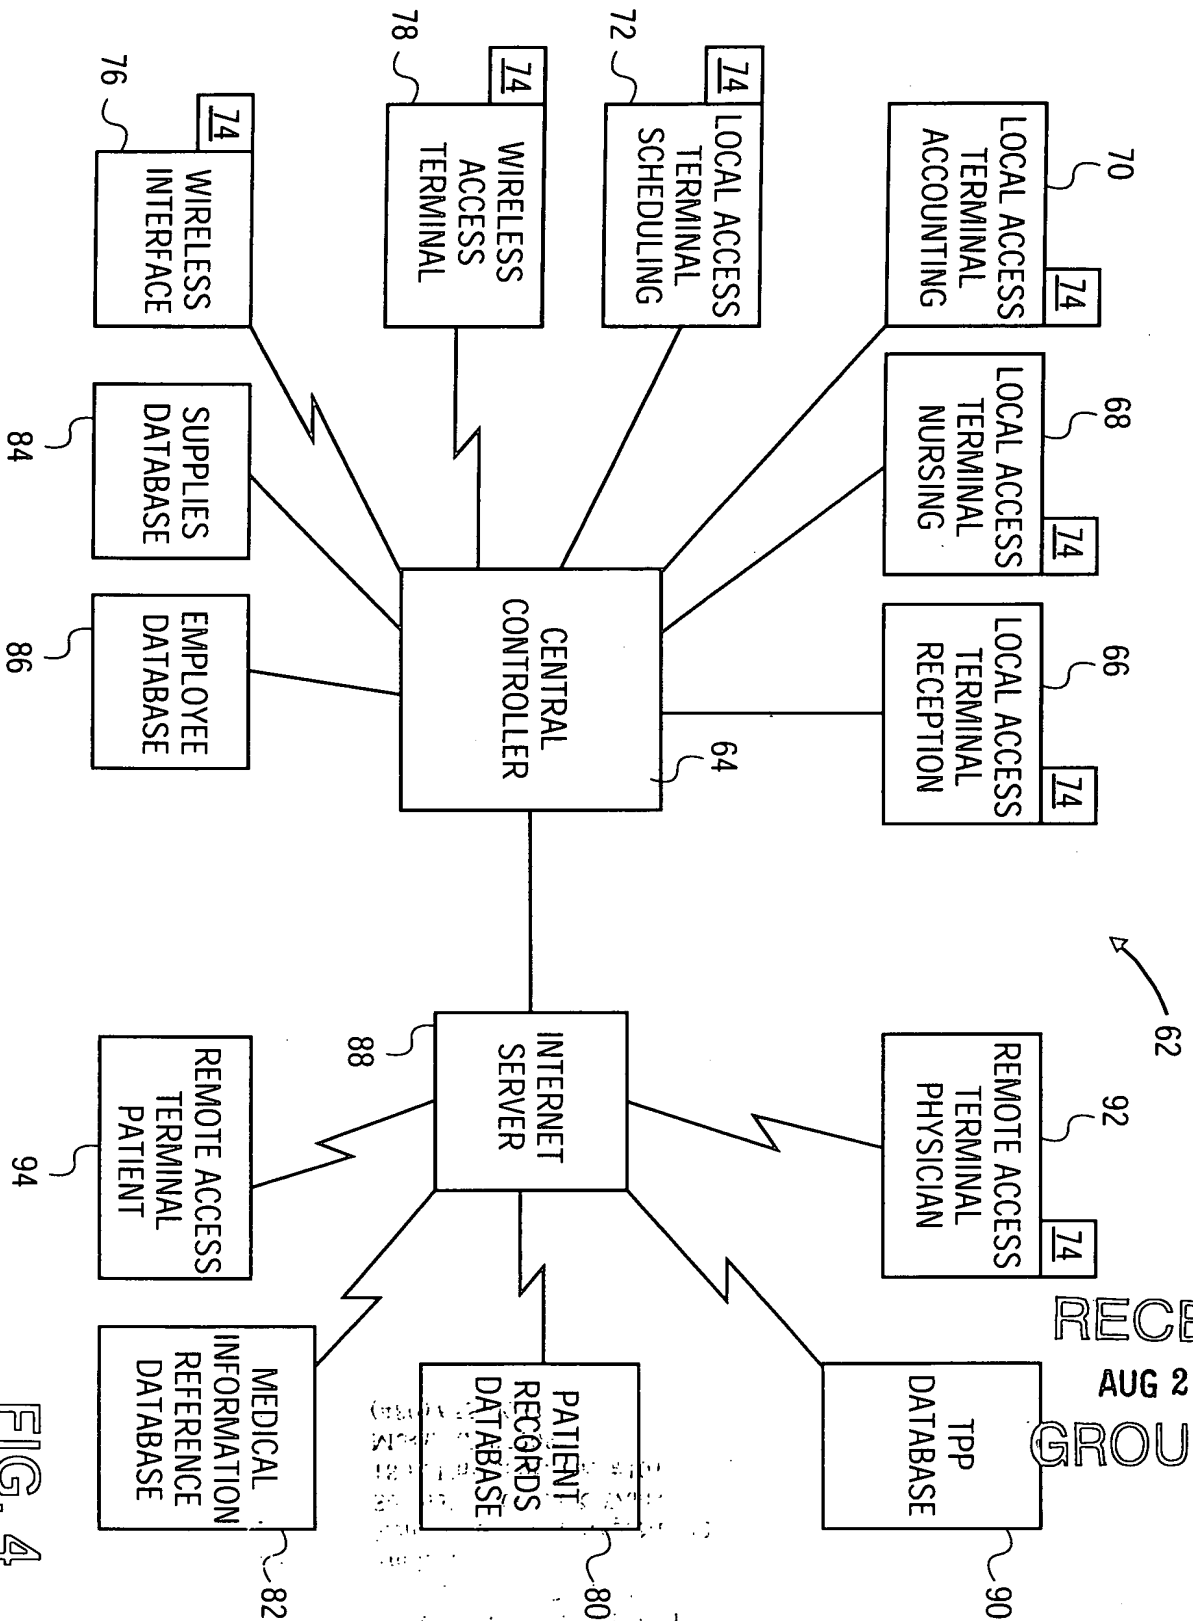 62
70
LOCAL ACCESS
TERMINAL
ACCOUNTING
74
68
LOCAL ACCESS
TERMINAL
NURSING
74
66
LOCAL ACCESS
TERMINAL
RECEPTION
74
92
REMOTE ACCESS
TERMINAL
PHYSICIAN
74
TPP
DATABASE
90
72
74
LOCAL ACCESS
TERMINAL
SCHEDULING
78
74
WIRELESS
ACCESS
TERMINAL
CENTRAL
CONTROLLER
64
INTERNET
SERVER
88
PATIENT
RECORDS
DATABASE
80
76
74
WIRELESS
INTERFACE
SUPPLIES
DATABASE
84
EMPLOYEE
DATABASE
86
REMOTE ACCESS
TERMINAL
PATIENT
94
MEDICAL
INFORMATION
REFERENCE
DATABASE
82
FIG. 4
AUG 2
GROU